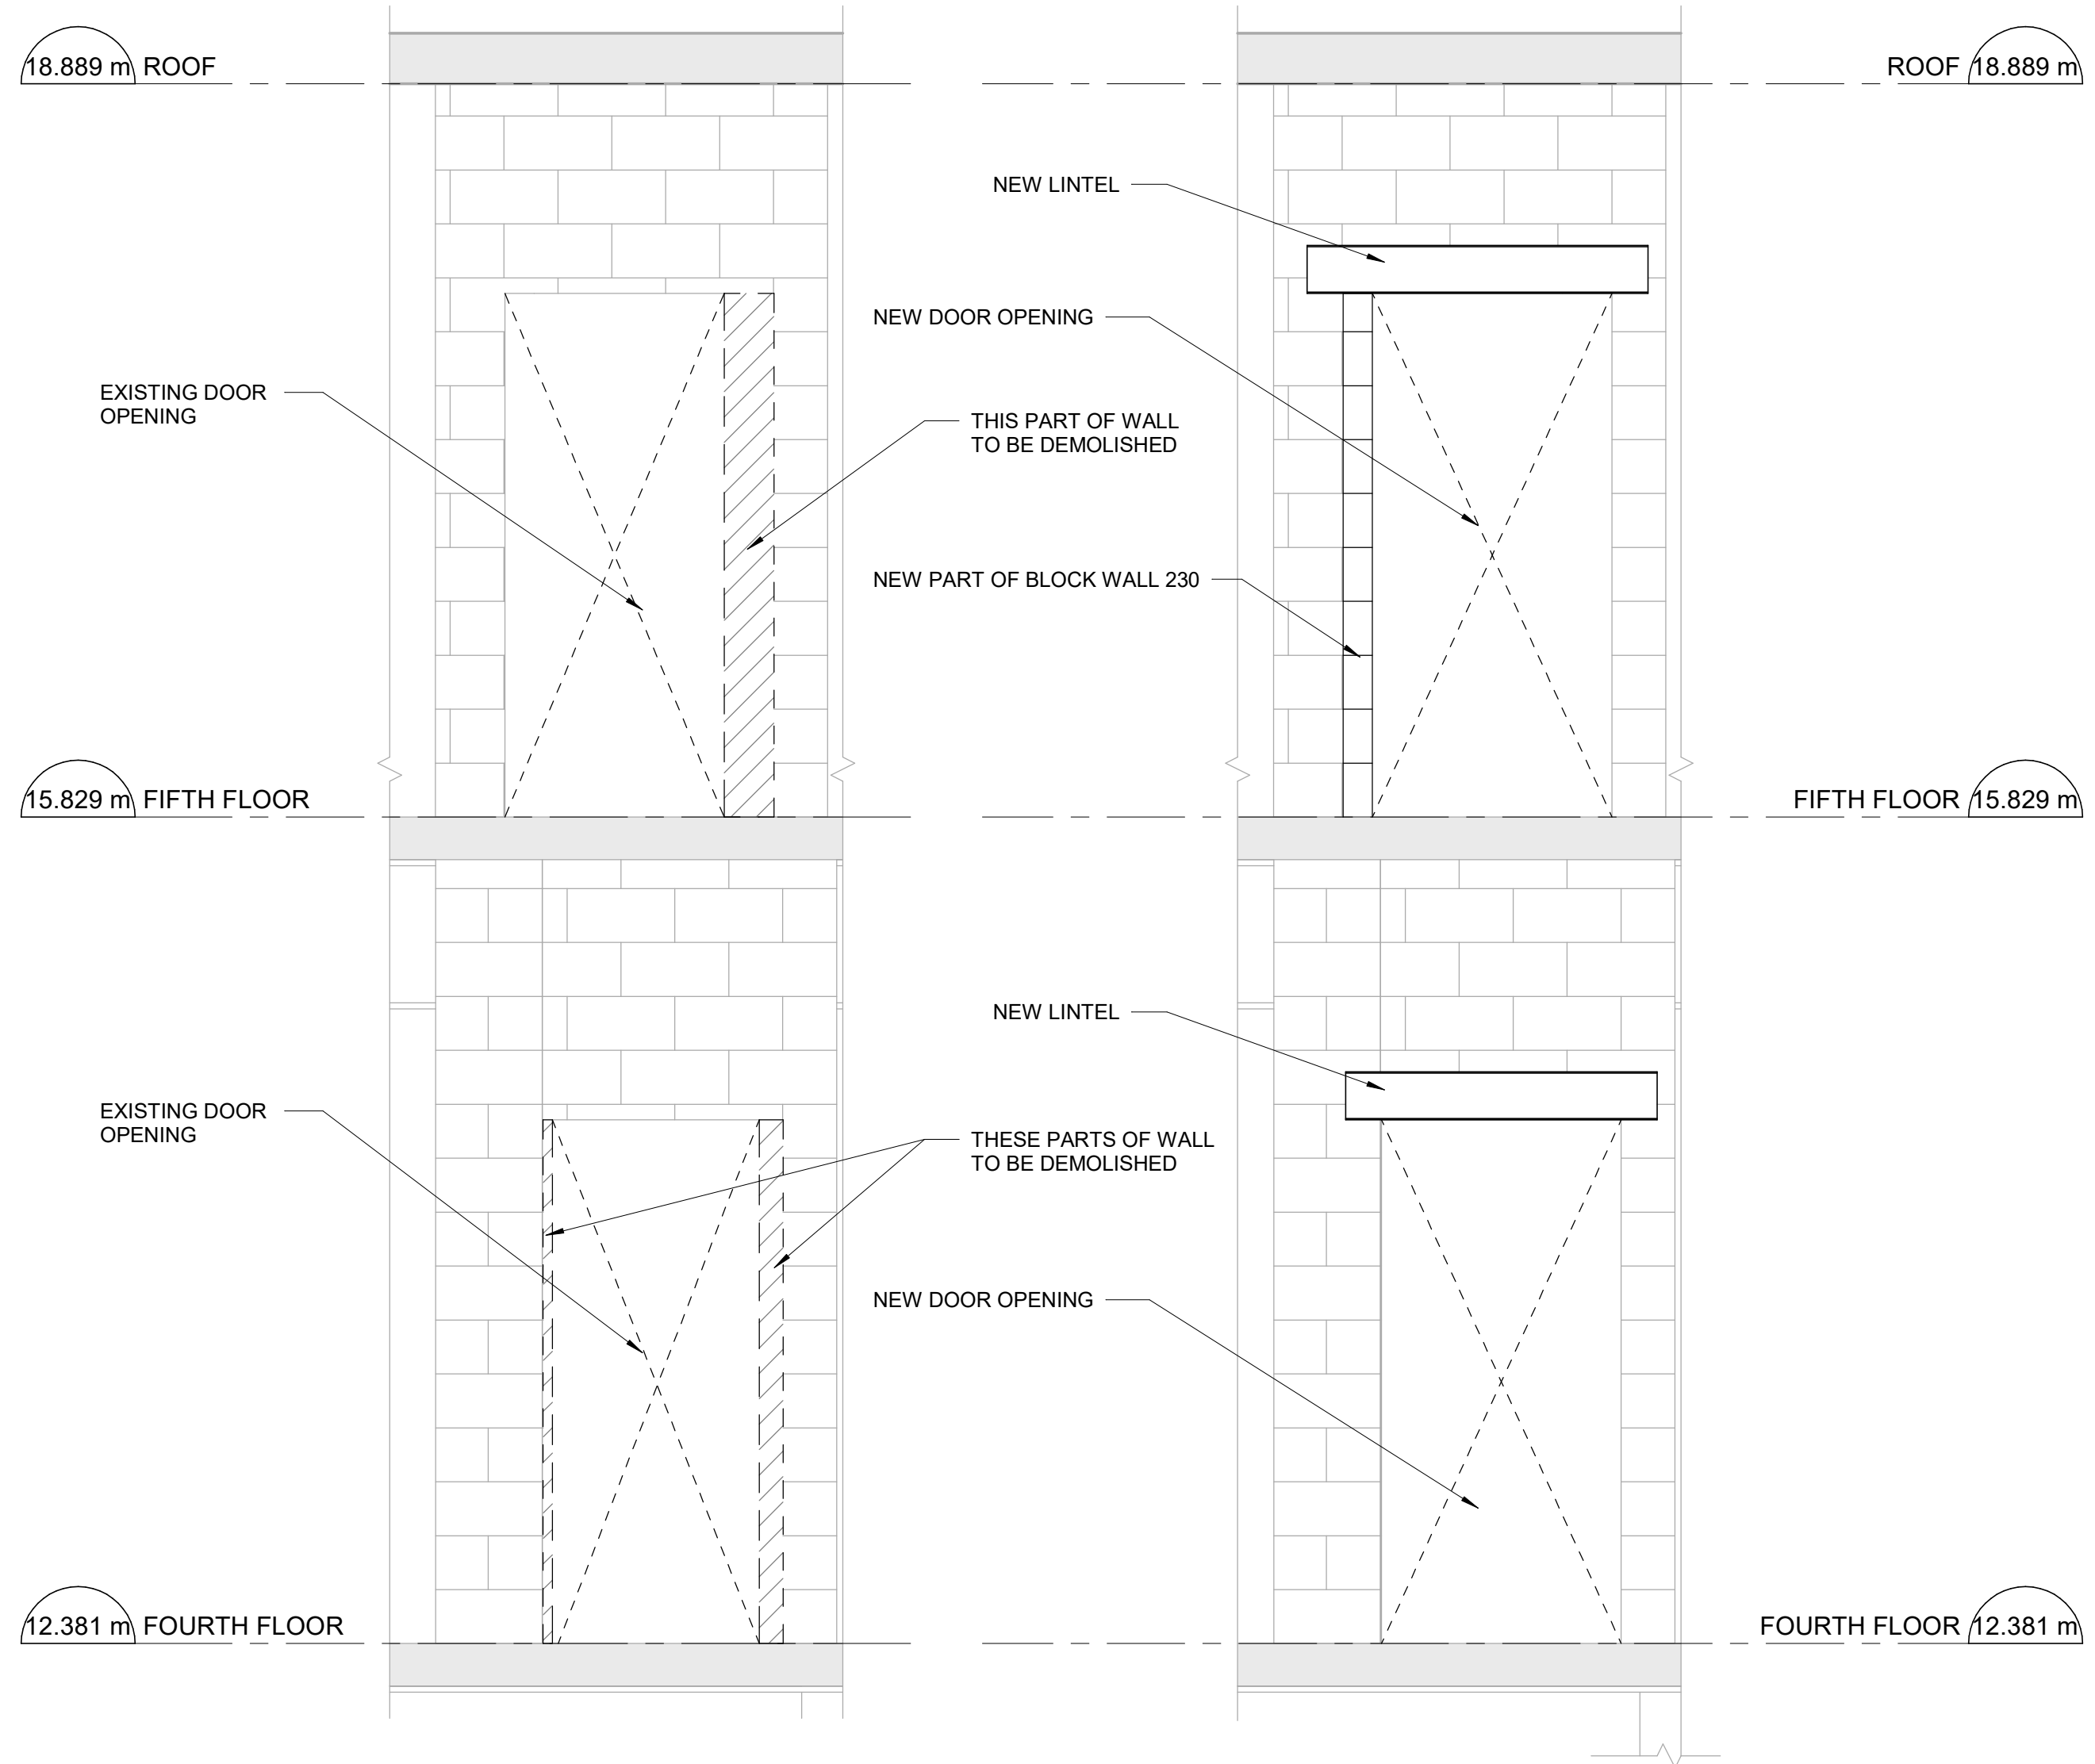 18.889 m ROOF
ROOF 18.889 m
NEW LINTEL
NEW DOOR OPENING
EXISTING DOOR
OPENING
THIS PART OF WALL
TO BE DEMOLISHED
NEW PART OF BLOCK WALL 230
15.829 m FIFTH FLOOR
FIFTH FLOOR 15.829 m
NEW LINTEL
EXISTING DOOR
OPENING
THESE PARTS OF WALL
TO BE DEMOLISHED
NEW DOOR OPENING
12.381 m FOURTH FLOOR
FOURTH FLOOR 12.381 m